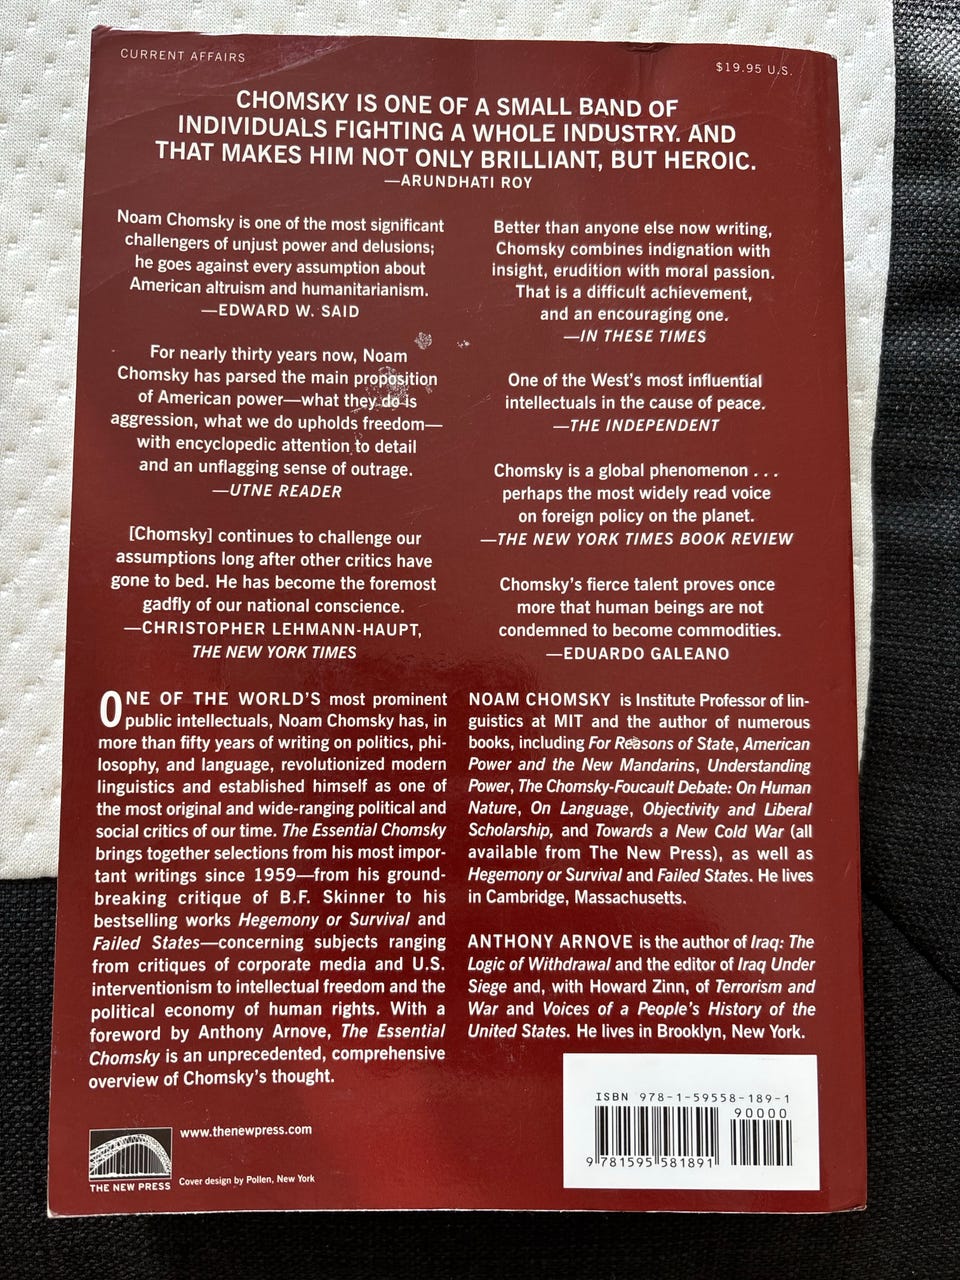 CURRENT AFFAIRS
$19.95 U.S.
CHOMSKY IS ONE OF A SMALL BAND OF
INDIVIDUALS FIGHTING A WHOLE INDUSTRY. AND
THAT MAKES HIM NOT ONLY BRILLIANT, BUT HEROIC.
—ARUNDHATI ROY
Noam Chomsky is one of the most significant
challengers of unjust power and delusions;
he goes against every assumption about
American altruism and humanitarianism.
—EDWARD W. SAID
For nearly thirty years now, Noam
Chomsky has parsed the main proposition
of American power—what they do is
aggression, what we do upholds freedom—
with encyclopedic attention to detail
and an unflagging sense of outrage.
—UTNE READER
[Chomsky] continues to challenge our
assumptions long after other critics have
gone to bed. He has become the foremost
gadfly of our national conscience.
—CHRISTOPHER LEHMANN-HAUPT,
THE NEW YORK TIMES
Better than anyone else now writing,
Chomsky combines indignation with
insight, erudition with moral passion.
That is a difficult achievement,
and an encouraging one.
—IN THESE TIMES
One of the West's most influential
intellectuals in the cause of peace.
—THE INDEPENDENT
Chomsky is a global phenomenon . . .
perhaps the most widely read voice
on foreign policy on the planet.
—THE NEW YORK TIMES BOOK REVIEW
Chomsky's fierce talent proves once
more that human beings are not
condemned to become commodities.
—EDUARDO GALEANO
ONE OF THE WORLD'S most prominent
public intellectuals, Noam Chomsky has, in
more than fifty years of writing on politics, phi-
losophy, and language, revolutionized modern
linguistics and established himself as one of
the most original and wide-ranging political and
social critics of our time. The Essential Chomsky
brings together selections from his most impor-
tant writings since 1959—from his ground-
breaking critique of B.F. Skinner to his
bestselling works Hegemony or Survival and
Failed States—concerning subjects ranging
from critiques of corporate media and U.S.
interventionism to intellectual freedom and the
political economy of human rights. With a
foreword by Anthony Arnove, The Essential
Chomsky is an unprecedented, comprehensive
overview of Chomsky's thought.
NOAM CHOMSKY is Institute Professor of lin-
guistics at MIT and the author of numerous
books, including For Reasons of State, American
Power and the New Mandarins, Understanding
Power, The Chomsky-Foucault Debate: On Human
Nature, On Language, Objectivity and Liberal
Scholarship, and Towards a New Cold War (all
available from The New Press), as well as
Hegemony or Survival and Failed States. He lives
in Cambridge, Massachusetts.
ANTHONY ARNOVE is the author of Iraq: The
Logic of Withdrawal and the editor of Iraq Under
Siege and, with Howard Zinn, of Terrorism and
War and Voices of a People's History of the
United States. He lives in Brooklyn, New York.
www.thenewpress.com
THE NEW PRESS
Cover design by Pollen, New York
ISBN 978-1-59558-189-1
90000
9 781595 581891